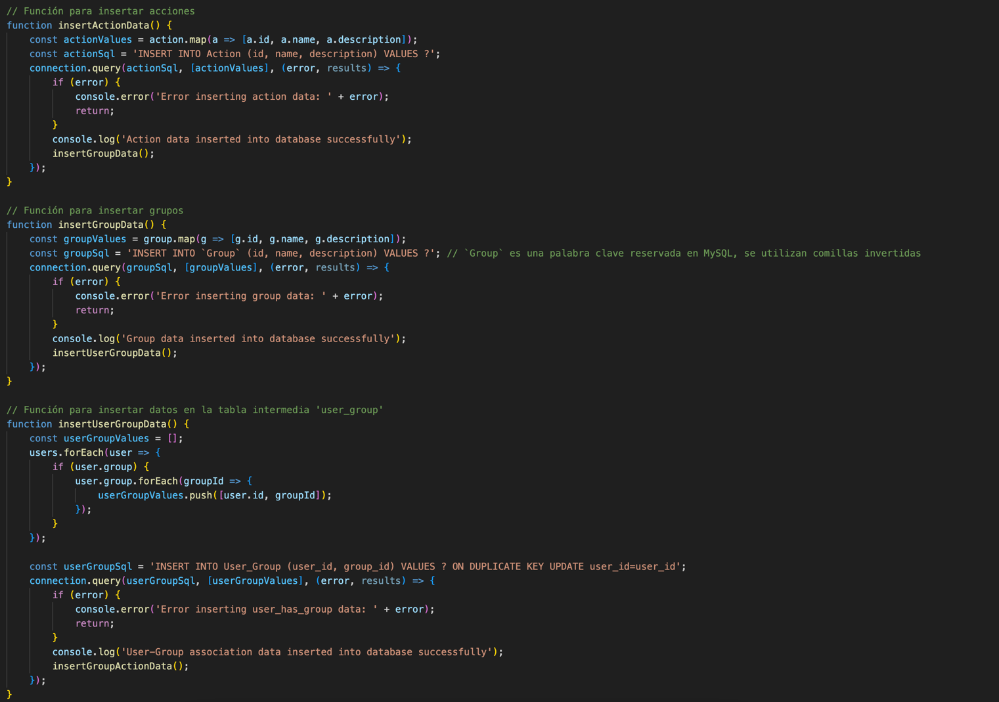 // Función para insertar acciones
function insertActionData() {
    const actionValues = action.map(a => [a.id, a.name, a.description]);
    const actionSql = 'INSERT INTO Action (id, name, description) VALUES ?';
    connection.query(actionSql, [actionValues], (error, results) => {
        if (error) {
            console.error('Error inserting action data: ' + error);
            return;
        }
        console.log('Action data inserted into database successfully');
        insertGroupData();
    });
}

// Función para insertar grupos
function insertGroupData() {
    const groupValues = group.map(g => [g.id, g.name, g.description]);
    const groupSql = 'INSERT INTO `Group` (id, name, description) VALUES ?'; // `Group` es una palabra clave reservada en MySQL, se utilizan comillas invertidas
    connection.query(groupSql, [groupValues], (error, results) => {
        if (error) {
            console.error('Error inserting group data: ' + error);
            return;
        }
        console.log('Group data inserted into database successfully');
        insertUserGroupData();
    });
}

// Función para insertar datos en la tabla intermedia 'user_group'
function insertUserGroupData() {
    const userGroupValues = [];
    users.forEach(user => {
        if (user.group) {
            user.group.forEach(groupId => {
                userGroupValues.push([user.id, groupId]);
            });
        }
    });

    const userGroupSql = 'INSERT INTO User_Group (user_id, group_id) VALUES ? ON DUPLICATE KEY UPDATE user_id=user_id';
    connection.query(userGroupSql, [userGroupValues], (error, results) => {
        if (error) {
            console.error('Error inserting user_has_group data: ' + error);
            return;
        }
        console.log('User-Group association data inserted into database successfully');
        insertGroupActionData();
    });
}